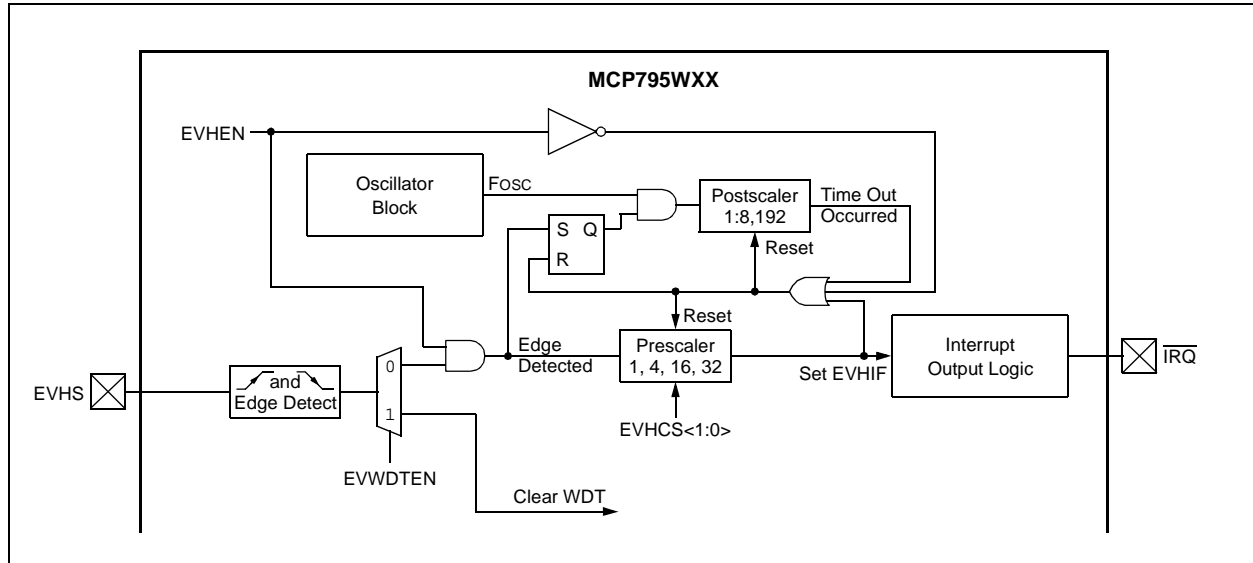 MCP795WXX
EVHEN
Oscillator
Block
FOSC
Postscaler
1:8,192
Time Out
Occurred
S Q
R
Reset
Reset
Edge
Detected
Prescaler
1, 4, 16, 32
Set EVHIF
Interrupt
Output Logic
IRQ
EVHS
and
Edge Detect
0
1
EVHCS<1:0>
EVWDTEN
Clear WDT